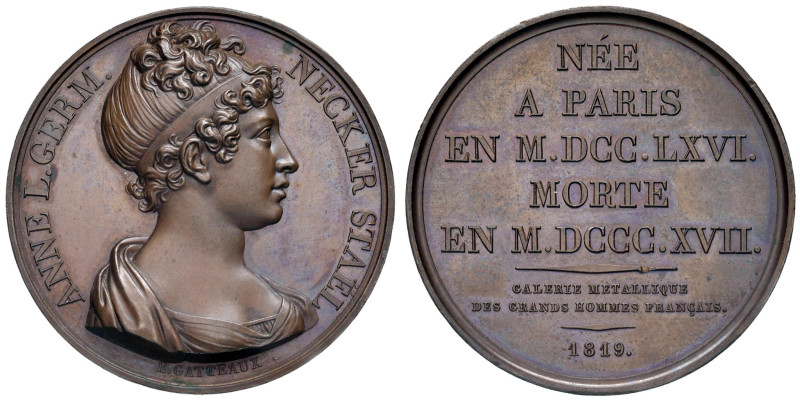 ANNE L. GERM. NECKER STAËL
E. GATTEAUX
NÉE
A PARIS
EN M.DCC.LXVI.
MORTE
EN M.DCCC.XVII.
GALERIE MÉTALLIQUE
DES GRANDS HOMMES FRANÇAIS.
1819.